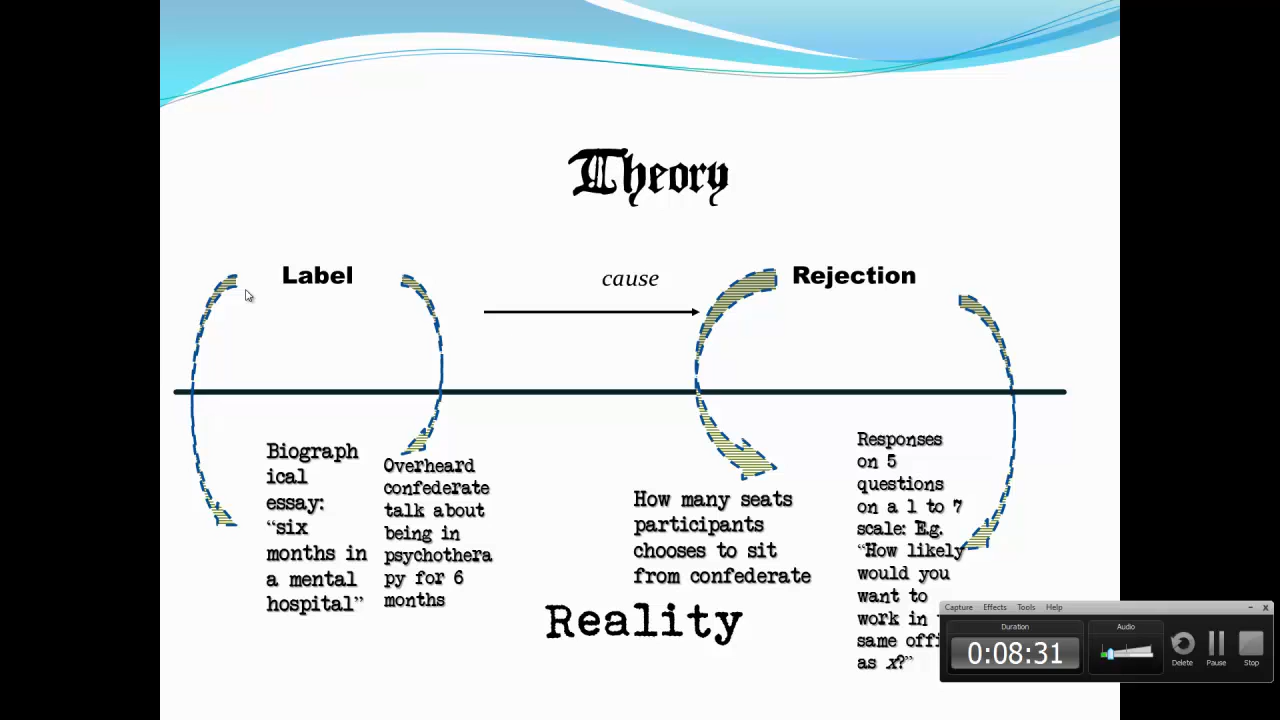 Theory
Label
cause
Rejection
Biograph
ical
essay:
“six
months in
a mental
hospital”
Overheard
confederate
talk about
being in
psychothera
py for 6
months
How many seats
participants
chooses to sit
from confederate
Responses
on 5
questions
on a 1 to 7
scale: E.g.
“How likely
would you
want to
work in
same offi
as x?”
Reality
Capture Effects Tools Help
Duration
0:08:31
Audio
Delete
Pause
Stop